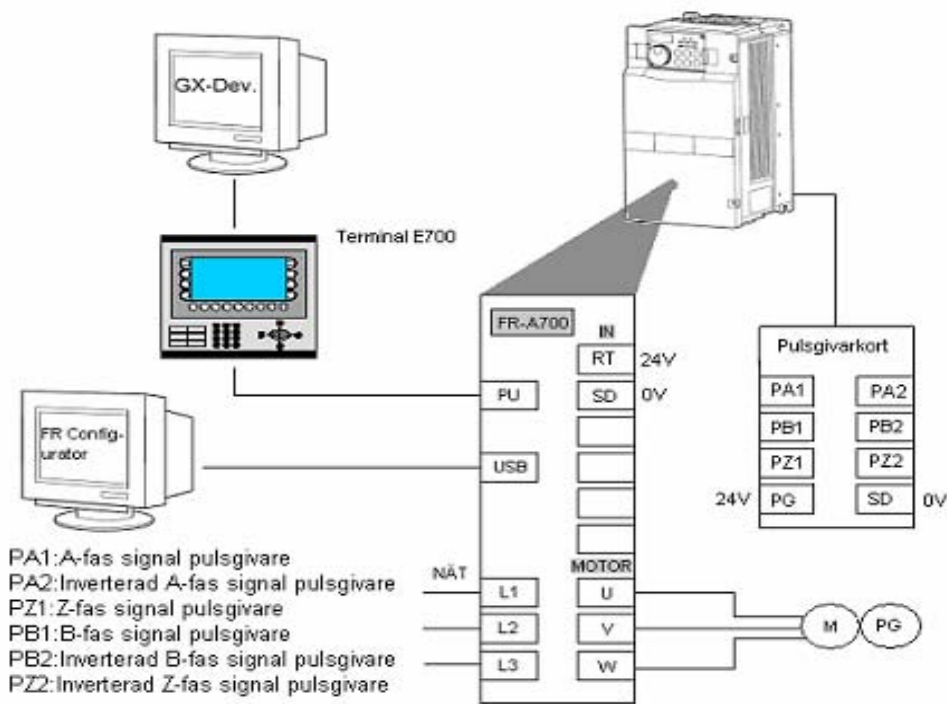 GX-Dev.
Terminal E700
FR-A700
IN
RT 24V
SD 0V
PU
USB
FR Config-
urator
Pulsgivarkort
PA1 PA2
PB1 PB2
PZ1 PZ2
24V PG SD 0V
PA1:A-fas signal pulsgivare
PA2:Inverterad A-fas signal pulsgivare
PZ1:Z-fas signal pulsgivare
PB1:B-fas signal pulsgivare
PB2:Inverterad B-fas signal pulsgivare
PZ2:Inverterad Z-fas signal pulsgivare
NÄT
MOTOR
L1 U
L2 V
L3 W
M PG